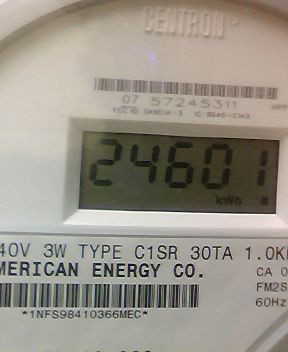 CENTRON
07 57245311
24601
kWh
40V 3W TYPE C1SR 30TA 1.0K
MERICAN ENERGY CO.
CA 0
FM2S
60Hz
*1NFS98410366MEC*